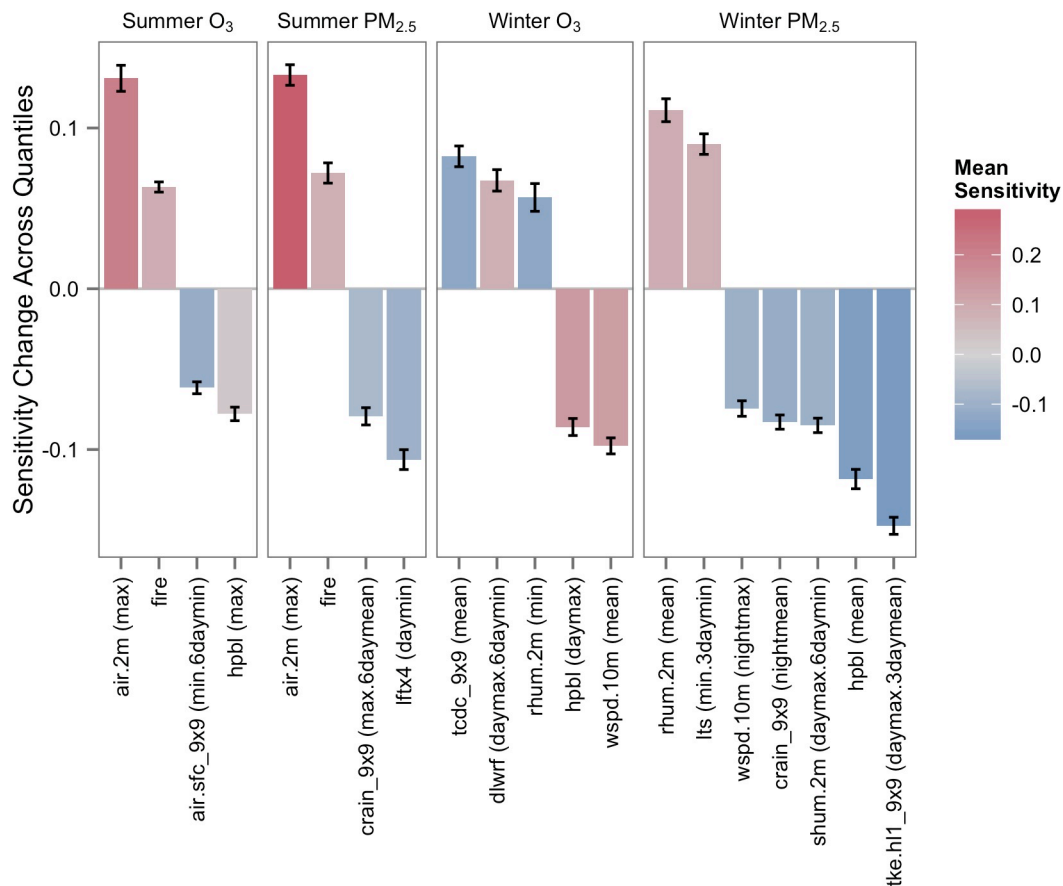 Summer O₃
Summer PM₂.₅
Winter O₃
Winter PM₂.₅
Sensitivity Change Across Quantiles
0.1
0.0
-0.1
air.2m (max)
fire
air.sfc_9x9 (min.6daymin)
hpbl (max)
air.2m (max)
fire
crain_9x9 (max.6daymean)
lftx4 (daymin)
tcdc_9x9 (mean)
dlwrf (daymax.6daymin)
rhum.2m (min)
hpbl (daymax)
wspd.10m (mean)
rhum.2m (mean)
lts (min.3daymin)
wspd.10m (nightmax)
crain_9x9 (nightmean)
shum.2m (daymax.6daymin)
hpbl (mean)
tke.hl1_9x9 (daymax.3daymean)
Mean
Sensitivity
0.2
0.1
0.0
-0.1